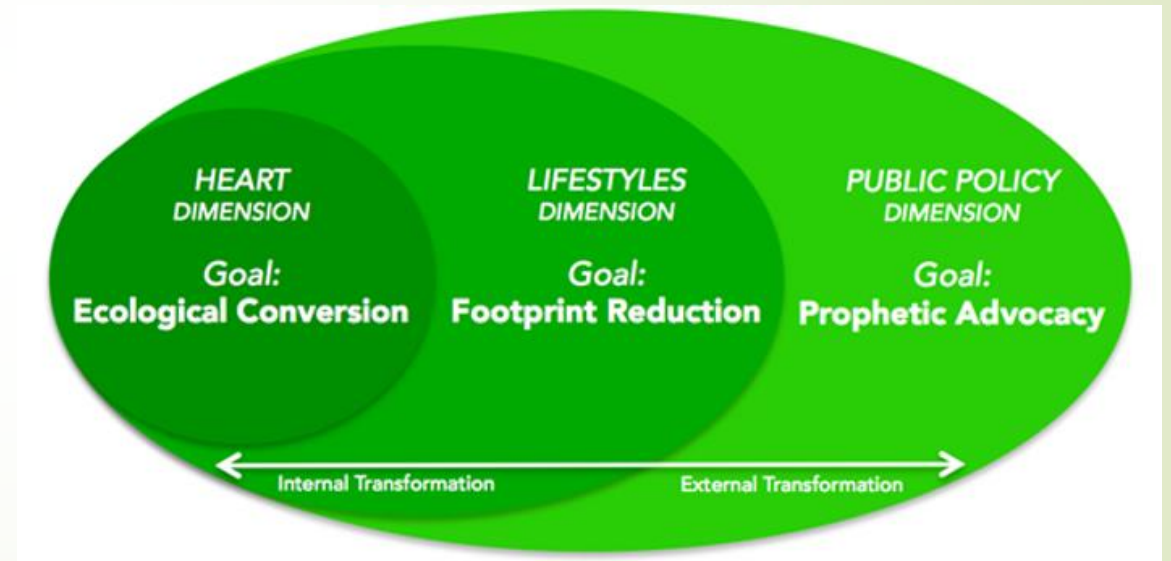 HEART
DIMENSION
Goal:
Ecological Conversion
LIFESTYLES
DIMENSION
Goal:
Footprint Reduction
PUBLIC POLICY
DIMENSION
Goal:
Prophetic Advocacy
Internal Transformation
External Transformation